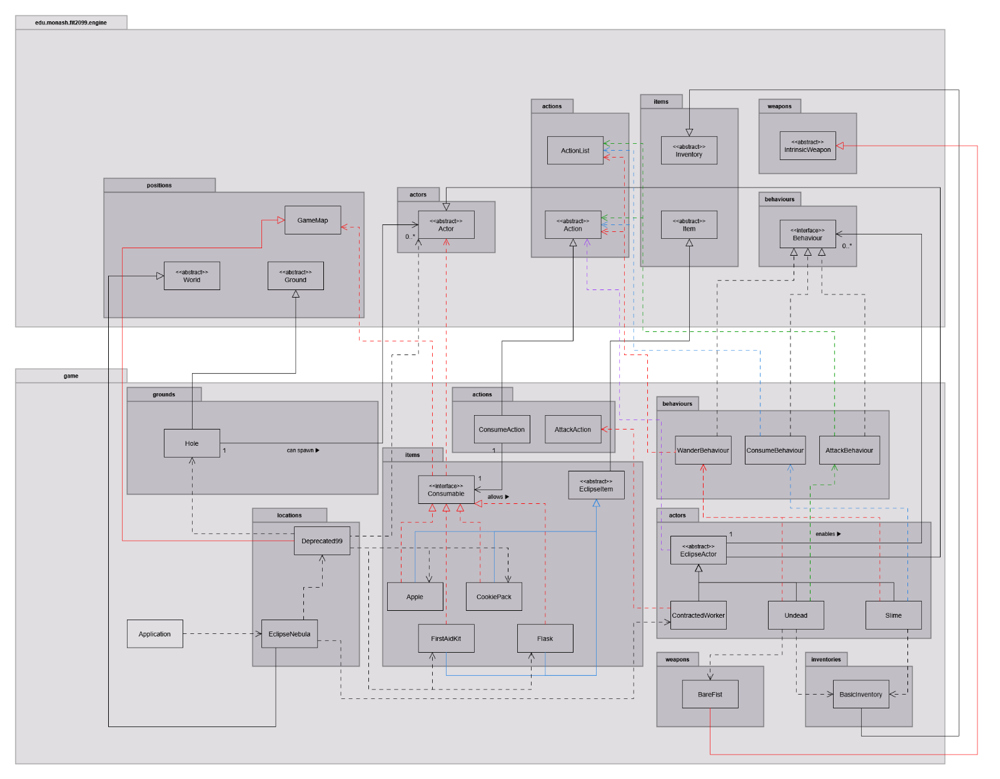 edu.monash.fit2099.engine
actions
items
weapons
ActionList
<<abstract>>
Inventory
<<abstract>>
IntrinsicWeapon
positions
actors
behaviours
GameMap
<<abstract>>
Actor
0..*
<<abstract>>
Action
<<abstract>>
Item
<<interface>>
Behaviour
0..*
<<abstract>>
World
<<abstract>>
Ground
game
grounds
actions
behaviours
Hole
1
can spawn ▶
ConsumeAction
1
AttackAction
WanderBehaviour
ConsumeBehaviour
AttackBehaviour
items
<<interface>>
Consumable
1
allows ▶
<<abstract>>
EclipseItem
locations
actors
Deprecated99
1
enables ▶
<<abstract>>
EclipseActor
Apple
CookiePack
ContractedWorker
Undead
Slime
Application
EclipseNebula
FirstAidKit
Flask
weapons
inventories
BareFist
BasicInventory